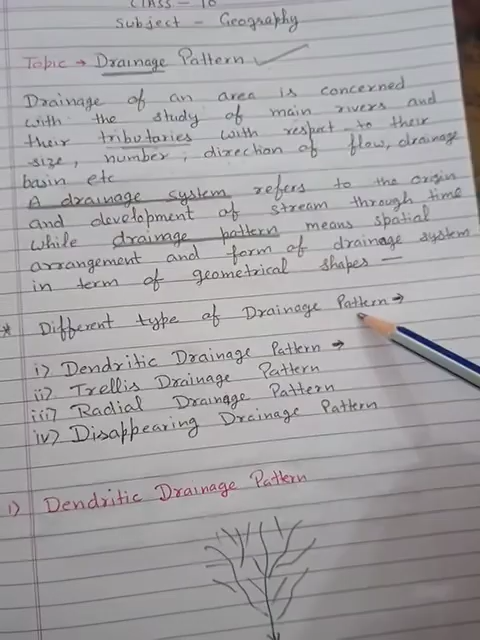 CLASS - 10
Subject - Geography
Topic → Drainage Pattern
Drainage of an area is concerned
with the study of main rivers and
their tributaries with respect to their
size, number, direction of flow, drainage
basin etc
A drainage system refers to the origin
and development of stream through time
while drainage pattern means spatial
arrangement and form of drainage system
in term of geometrical shapes —
* Different type of Drainage Pattern →
i) Dendritic Drainage Pattern →
ii) Trellis Drainage Pattern
iii) Radial Drainage Pattern
iv) Disappearing Drainage Pattern
i) Dendritic Drainage Pattern